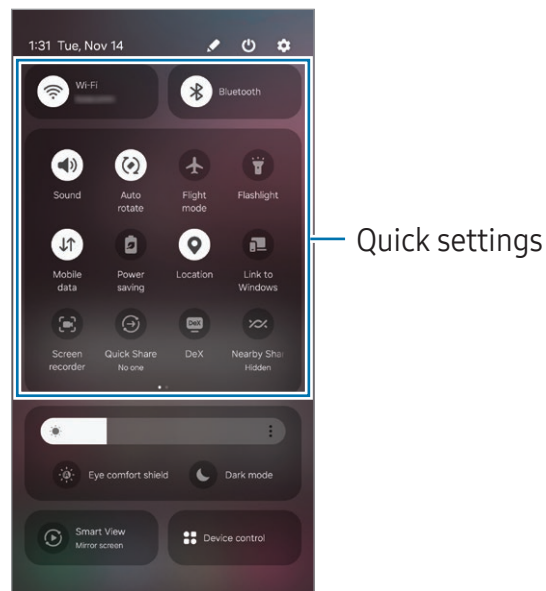 1:31 Tue, Nov 14
Wi-Fi
Bluetooth
Sound
Auto
rotate
Flight
mode
Flashlight
Mobile
data
Power
saving
Location
Link to
Windows
Screen
recorder
Quick Share
No one
DeX
DeX
Nearby Sha
Hidden
Quick settings
Eye comfort shield
Dark mode
Smart View
Mirror screen
Device control